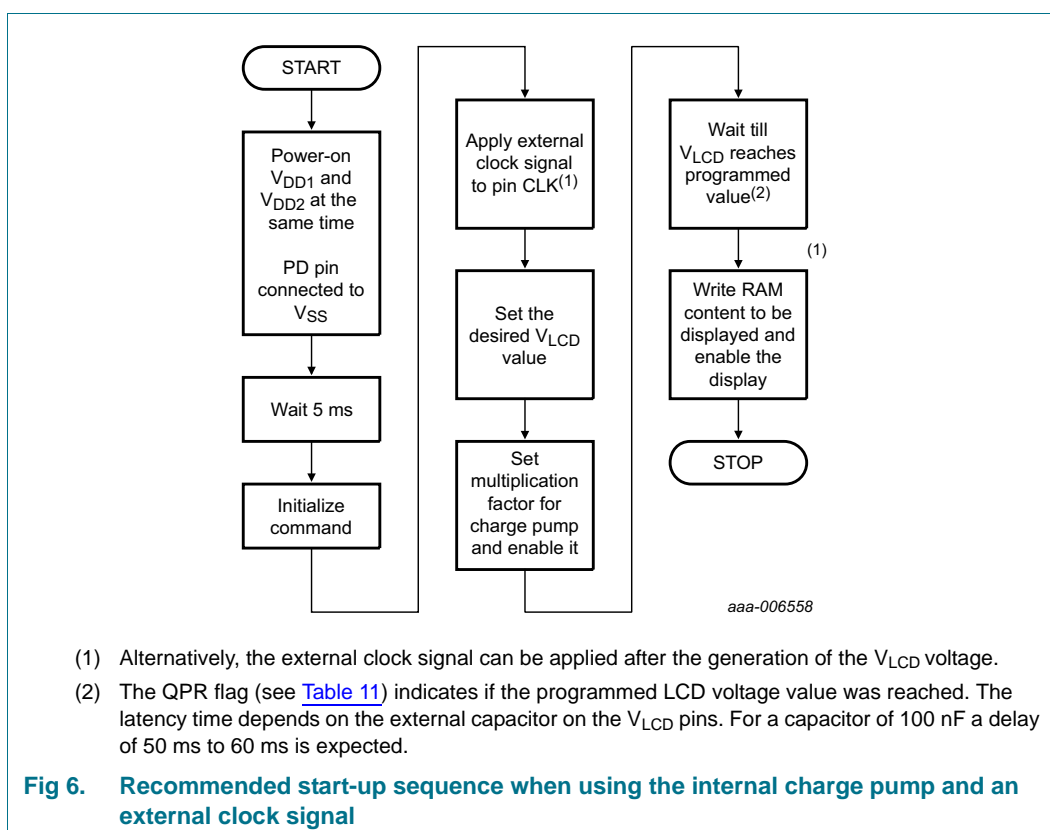 START
Power-on
VDD1 and
VDD2 at the
same time
PD pin
connected to
VSS
Wait 5 ms
Initialize
command
Apply external
clock signal
to pin CLK(1)
Set the
desired VLCD
value
Set
multiplication
factor for
charge pump
and enable it
Wait till
VLCD reaches
programmed
value(2)
(1)
Write RAM
content to be
displayed and
enable the
display
STOP
aaa-006558
(1) Alternatively, the external clock signal can be applied after the generation of the VLCD voltage.
(2) The QPR flag (see Table 11) indicates if the programmed LCD voltage value was reached. The
latency time depends on the external capacitor on the VLCD pins. For a capacitor of 100 nF a delay
of 50 ms to 60 ms is expected.
Fig 6. Recommended start-up sequence when using the internal charge pump and an
external clock signal